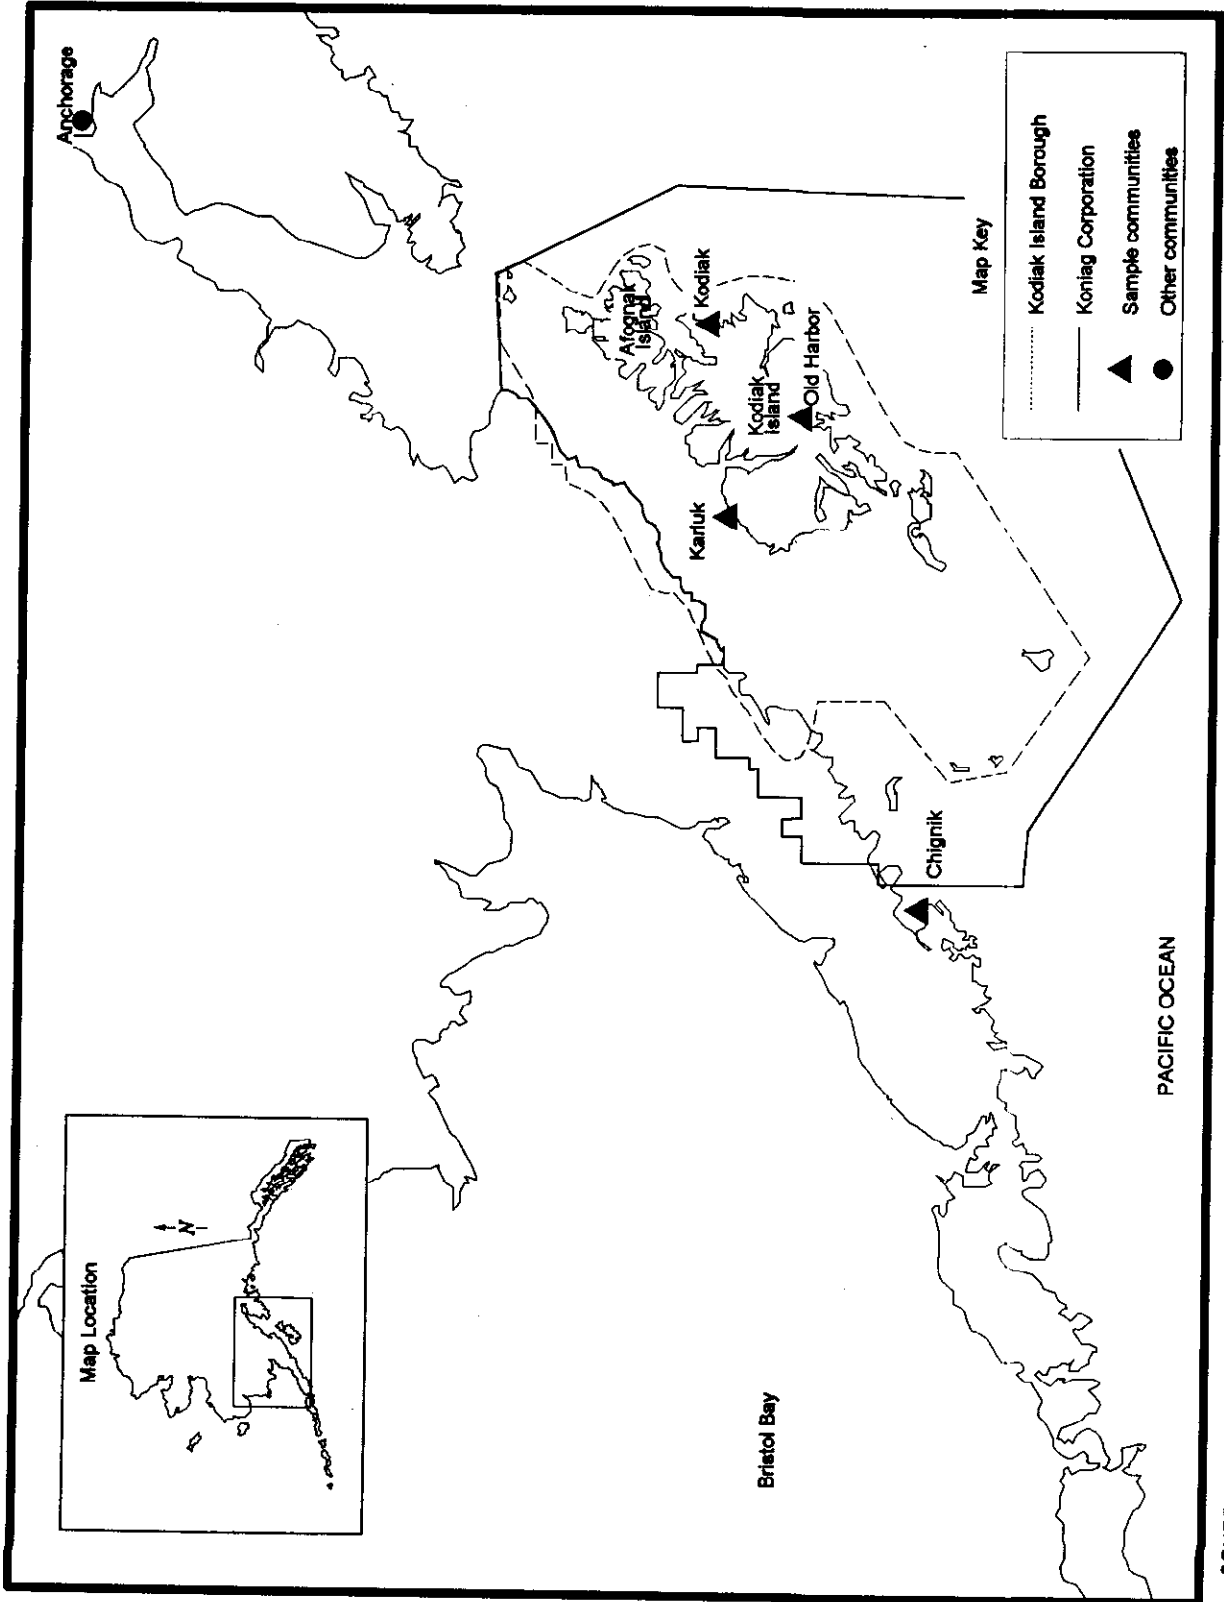 Map Location
N
Anchorage
Afognak
Island
Kodiak
Kodiak
Island
Old Harbor
Karluk
Chignik
Bristol Bay
PACIFIC OCEAN
Map Key
Kodiak Island Borough
Koniag Corporation
Sample communities
Other communities